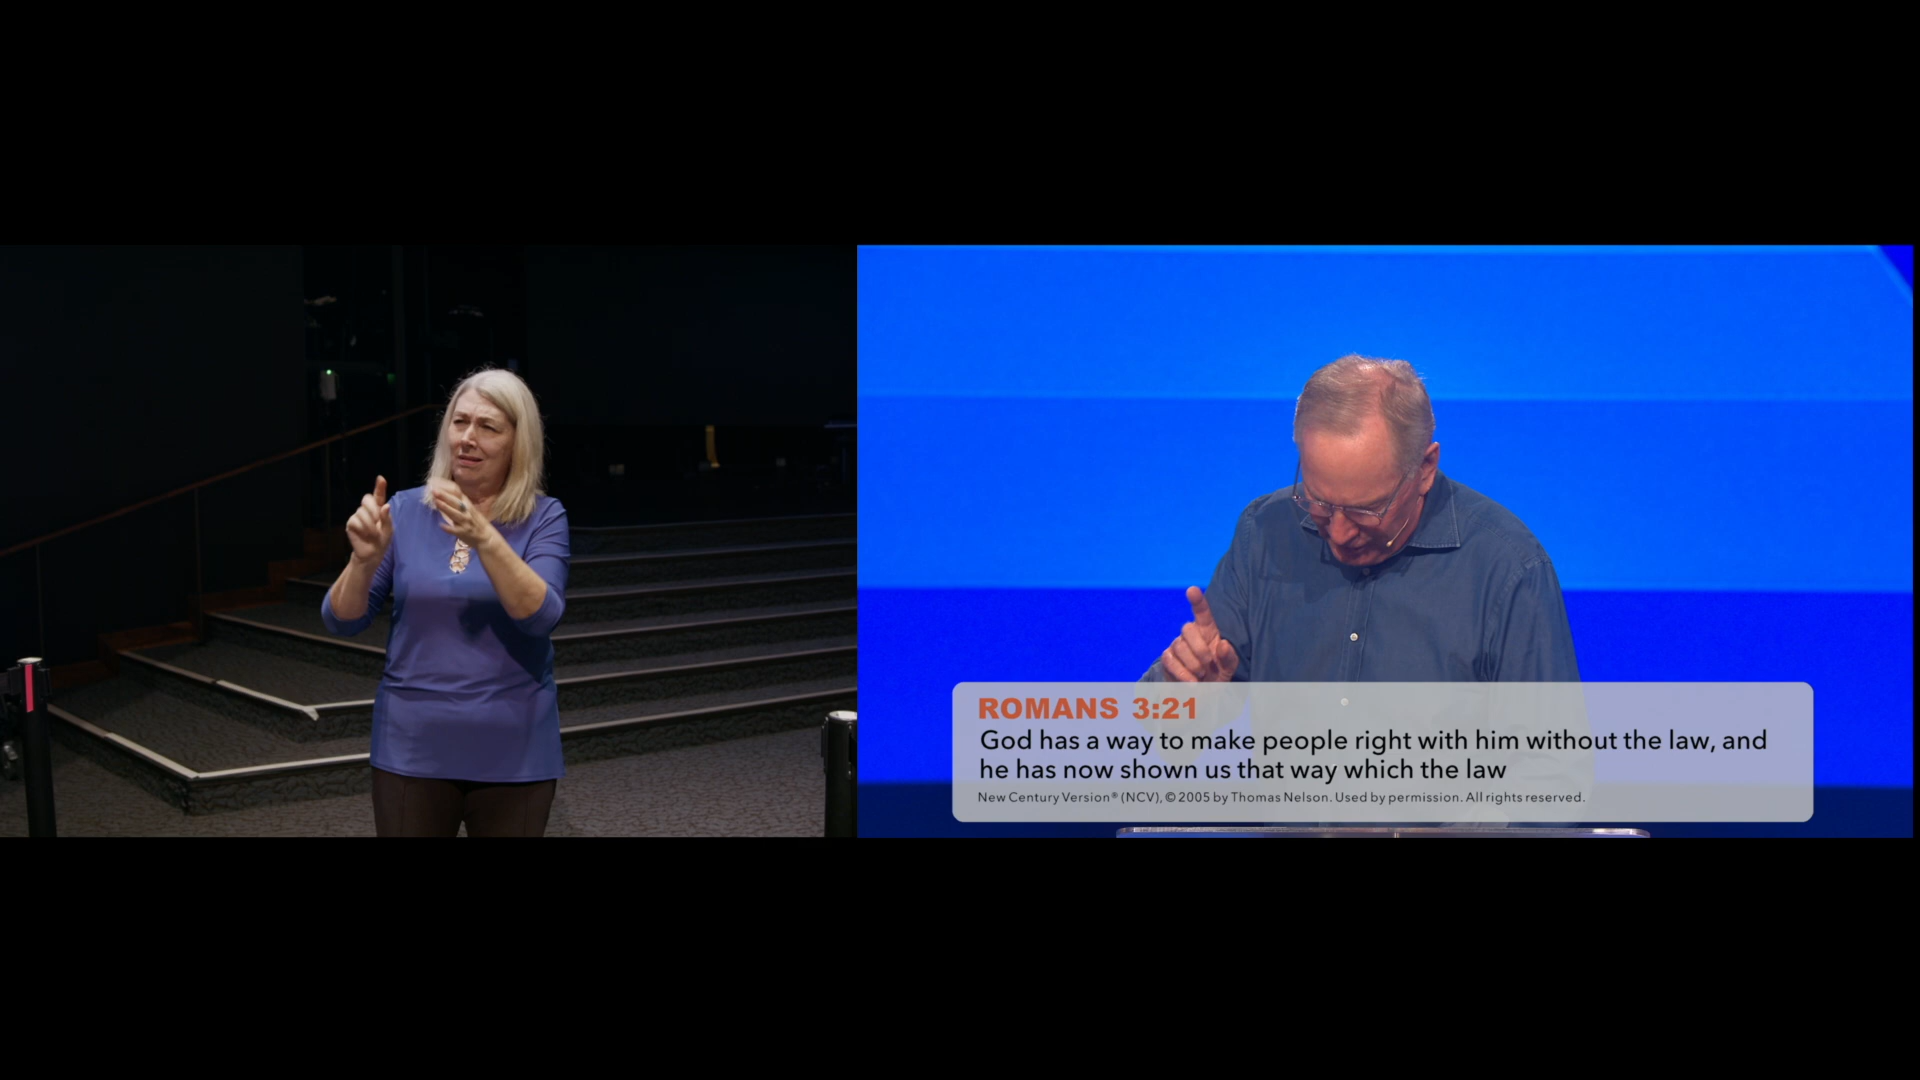 ROMANS 3:21
God has a way to make people right with him without the law, and
he has now shown us that way which the law
New Century Version® (NCV), © 2005 by Thomas Nelson. Used by permission. All rights reserved.